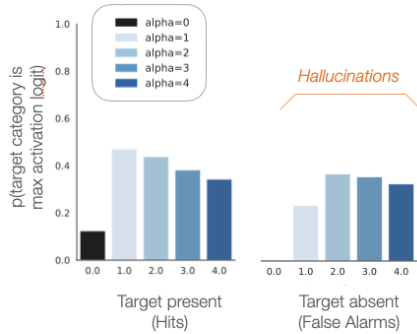 p(target category is
max activation logit)
1.0
0.8
0.6
0.4
0.2
0.0
alpha=0
alpha=1
alpha=2
alpha=3
alpha=4
Hallucinations
0.0 1.0 2.0 3.0 4.0
0.0 1.0 2.0 3.0 4.0
Target present
(Hits)
Target absent
(False Alarms)